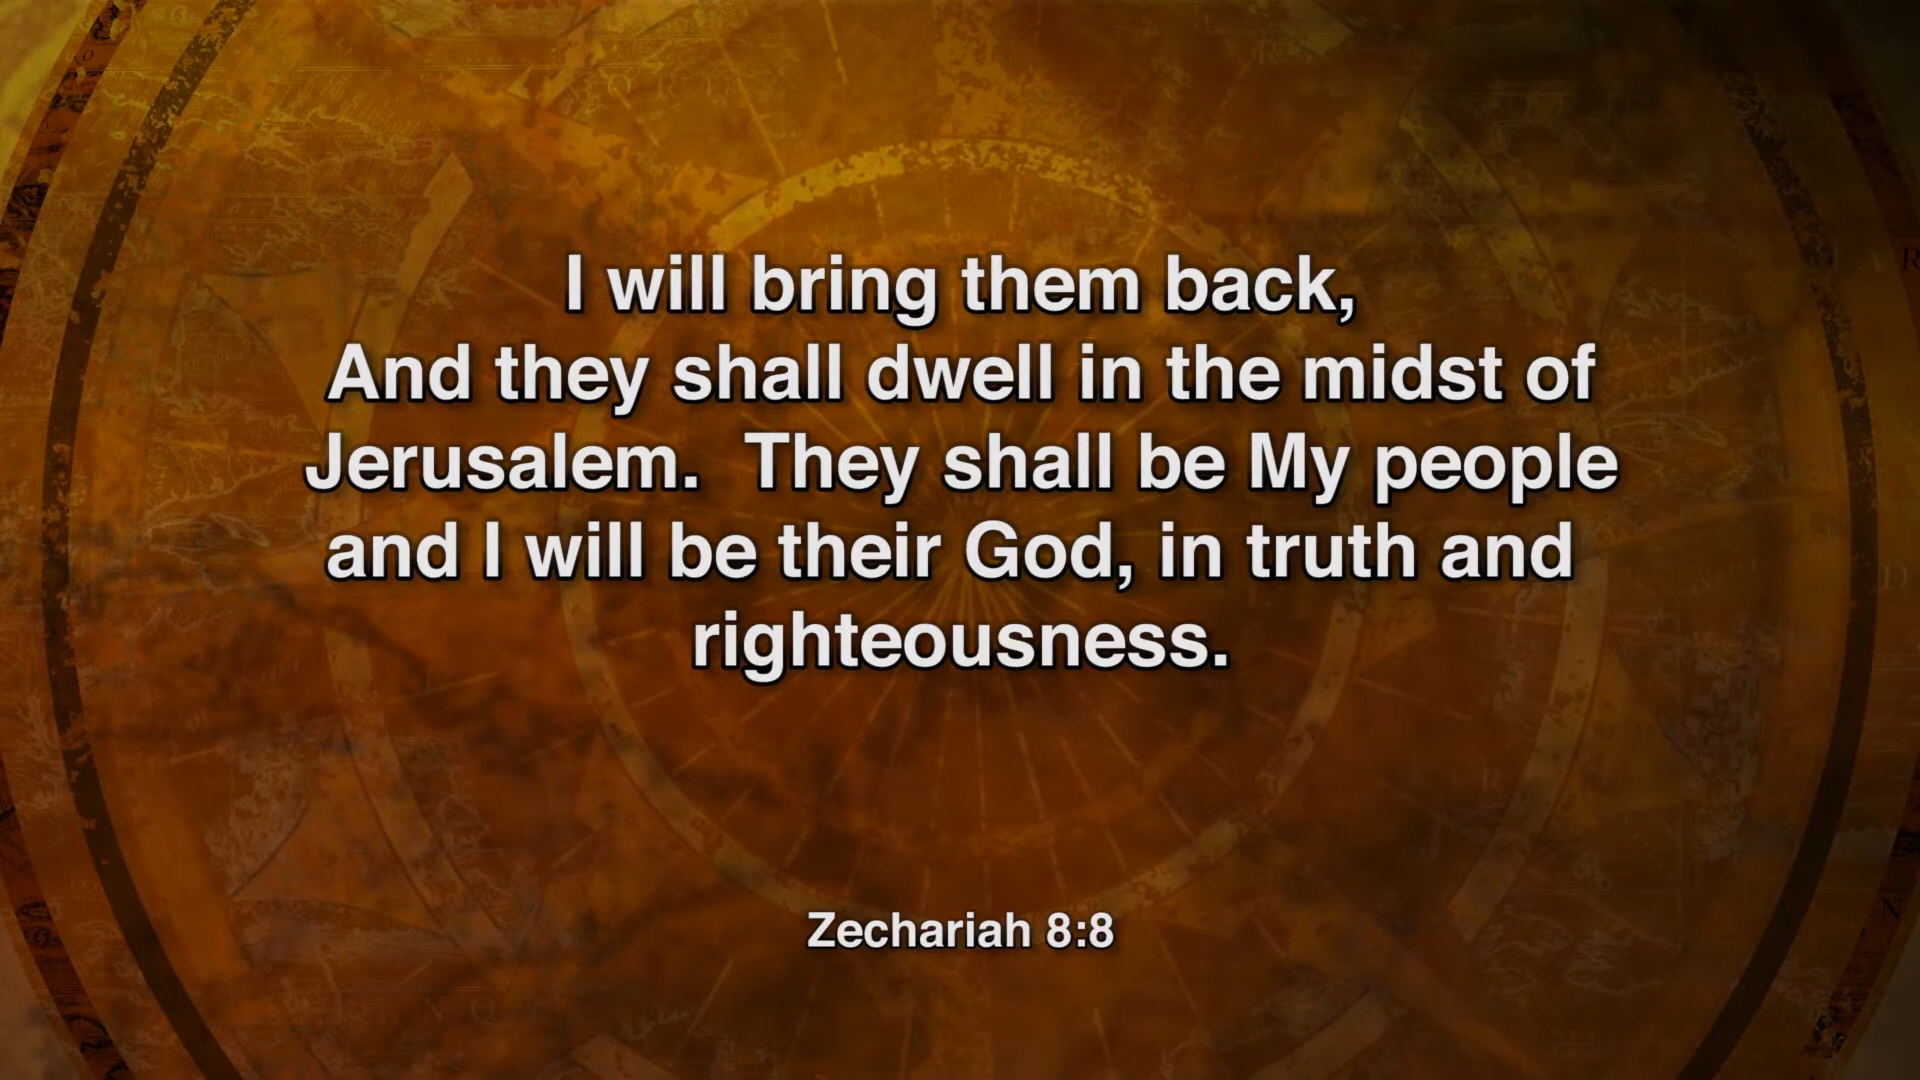 I will bring them back,
And they shall dwell in the midst of
Jerusalem.  They shall be My people
and I will be their God, in truth and
righteousness.
Zechariah 8:8